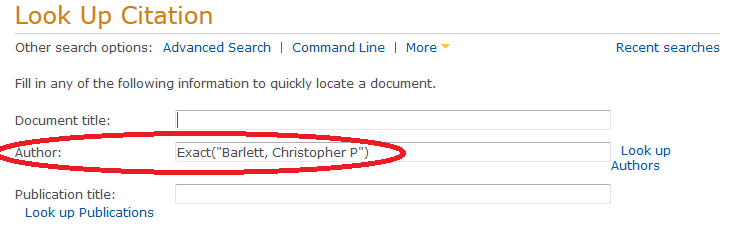 Look Up Citation
Other search options: Advanced Search | Command Line | More
Recent searches
Fill in any of the following information to quickly locate a document.
Document title:
Author: Exact("Barlett, Christopher P")
Look up
Authors
Publication title:
Look up Publications